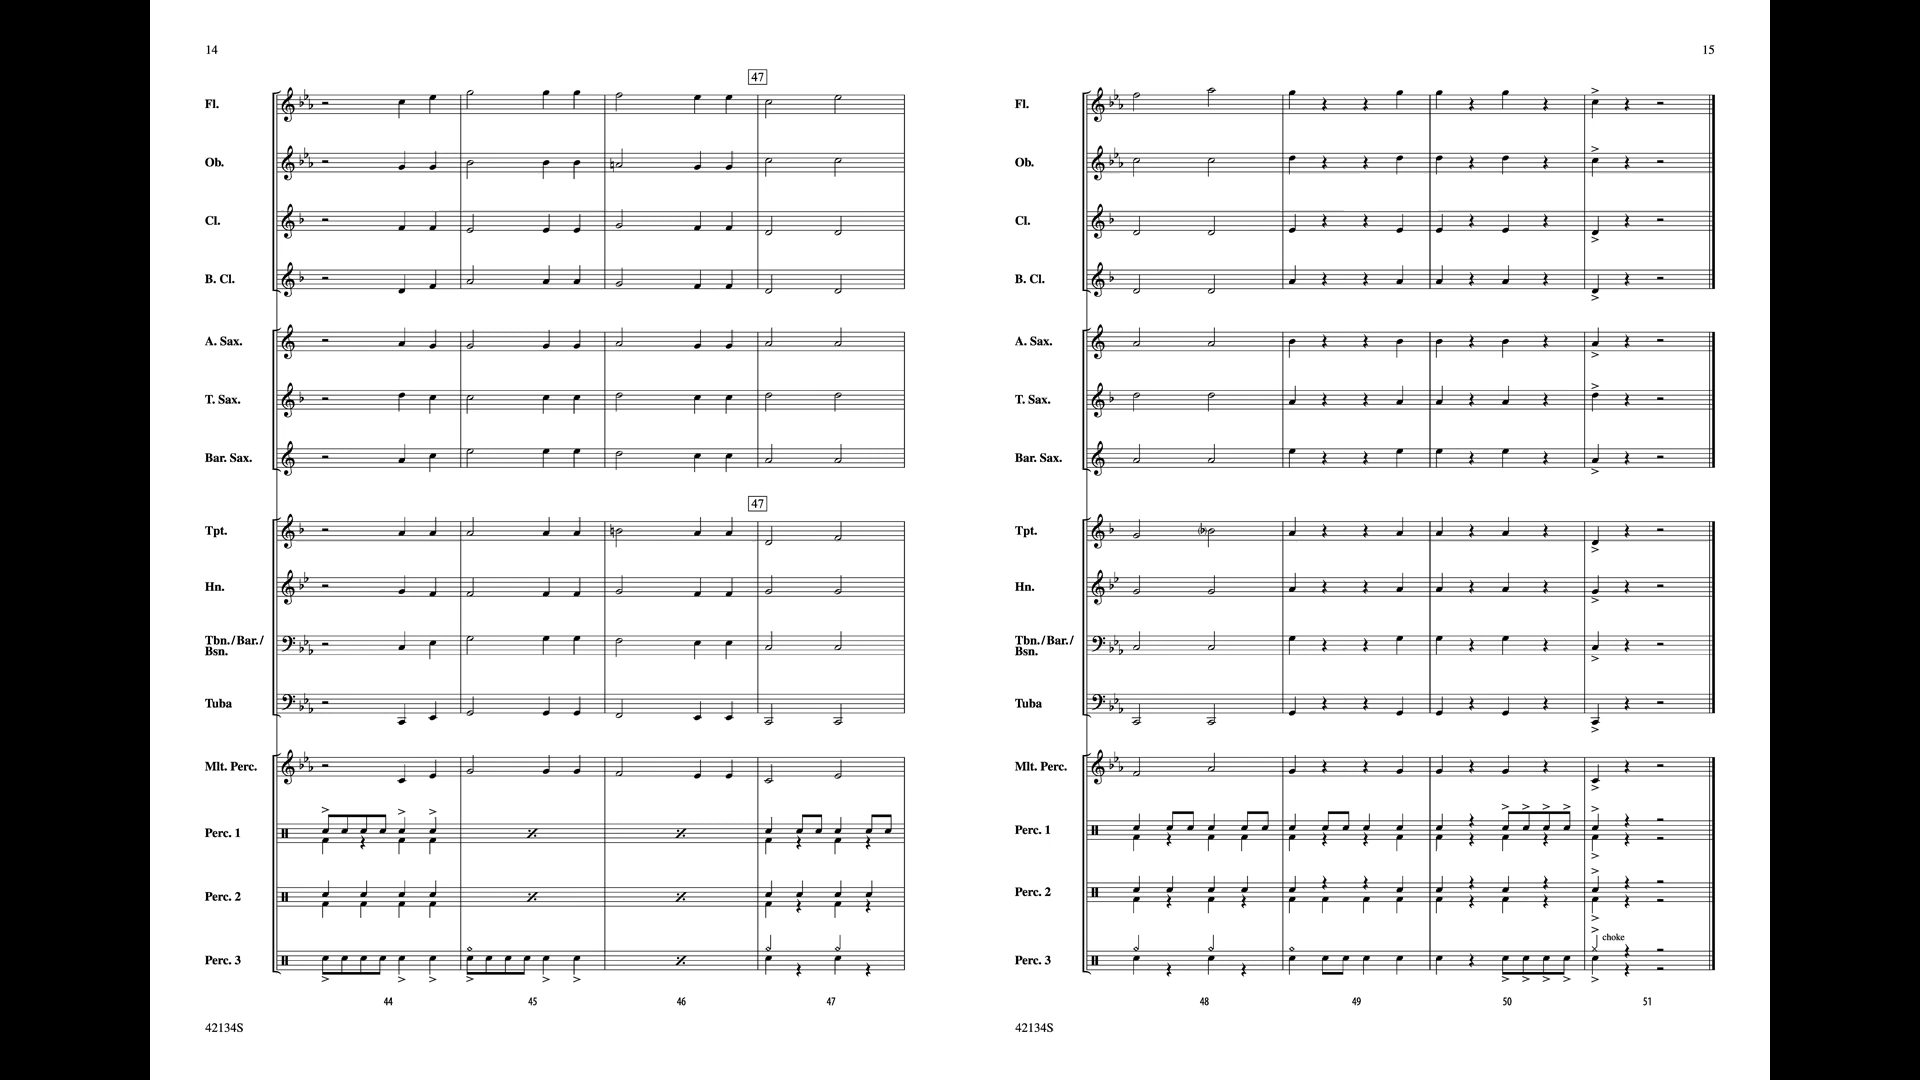 14
47
Fl.
Ob.
Cl.
B. Cl.
A. Sax.
T. Sax.
Bar. Sax.
47
Tpt.
Hn.
Tbn./Bar./
Bsn.
Tuba
Mlt. Perc.
Perc. 1
Perc. 2
Perc. 3
44 45 46 47
42134S
15
Fl.
Ob.
Cl.
B. Cl.
A. Sax.
T. Sax.
Bar. Sax.
Tpt.
Hn.
Tbn./Bar./
Bsn.
Tuba
Mlt. Perc.
Perc. 1
Perc. 2
choke
Perc. 3
48 49 50 51
42134S